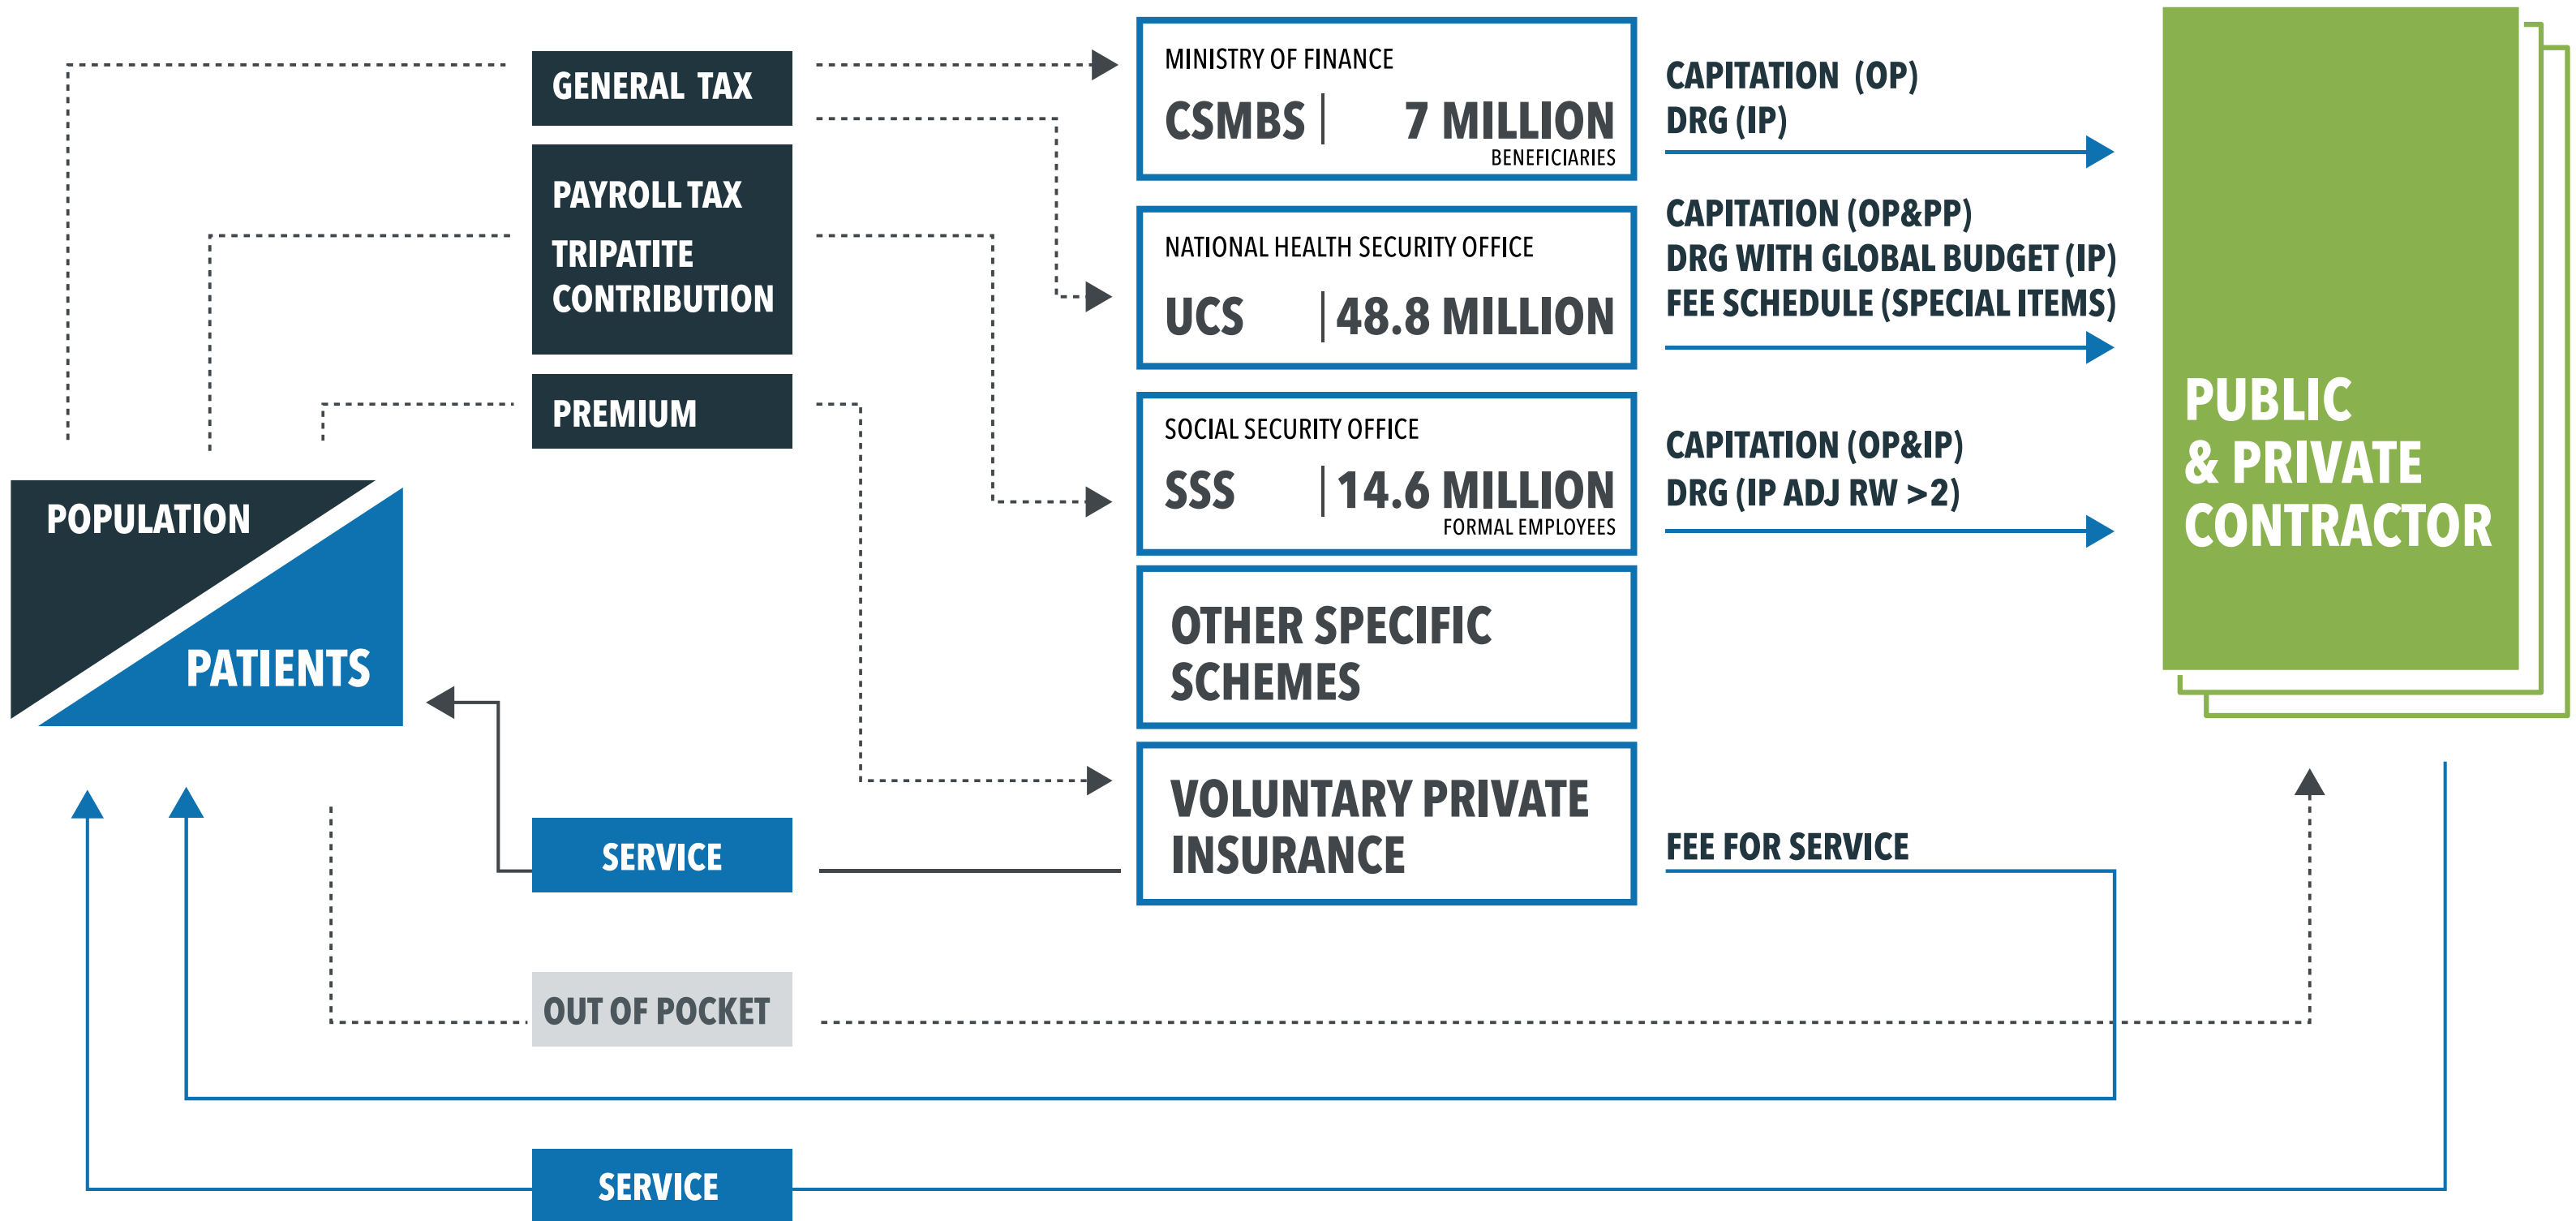 GENERAL TAX
PAYROLL TAX
TRIPATITE
CONTRIBUTION
PREMIUM
POPULATION
PATIENTS
MINISTRY OF FINANCE
CSMBS 7 MILLION
BENEFICIARIES
NATIONAL HEALTH SECURITY OFFICE
UCS 48.8 MILLION
SOCIAL SECURITY OFFICE
SSS 14.6 MILLION
FORMAL EMPLOYEES
OTHER SPECIFIC
SCHEMES
VOLUNTARY PRIVATE
INSURANCE
CAPITATION (OP)
DRG (IP)
CAPITATION (OP&PP)
DRG WITH GLOBAL BUDGET (IP)
FEE SCHEDULE (SPECIAL ITEMS)
CAPITATION (OP&IP)
DRG (IP ADJ RW >2)
FEE FOR SERVICE
PUBLIC
& PRIVATE
CONTRACTOR
SERVICE
OUT OF POCKET
SERVICE